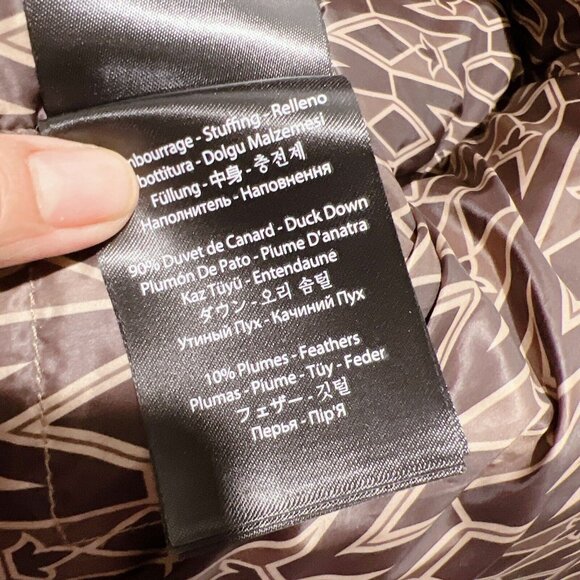 mbourrage - Stuffing - Relleno
bottitura - Dolgu Malzemesi
Füllung - 中身 - 충전제
Наполнитель - Наповнення
90% Duvet de Canard - Duck Down
Plumón De Pato - Piume D'anatra
Kaz Tüyü - Entendaune
ダウン - 오리 솜털
Утиный Пух - Качиний Пух
10% Plumes - Feathers
Plumas - Piume - Tüy - Feder
フェザー - 깃털
Перья - Пір'Я